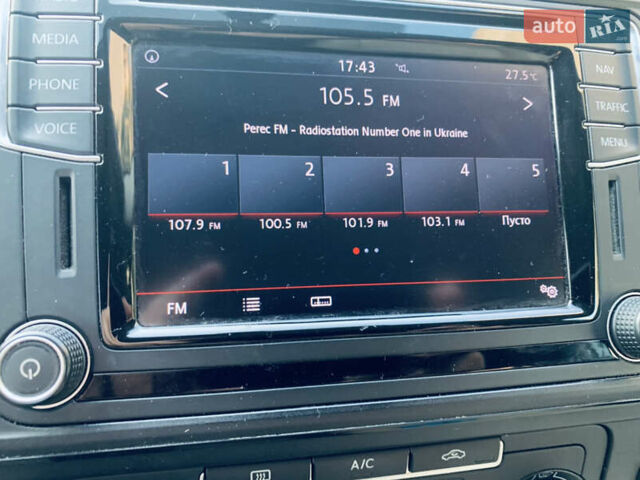 auto RIA
.com
MEDIA
PHONE
VOICE
NAV
TRAFFIC
MENU
17:43
27.5°C
105.5 FM
Perec FM - Radiostation Number One in Ukraine
1 2 3 4 5
107.9 FM 100.5 FM 101.9 FM 103.1 FM Пусто
FM
A/C